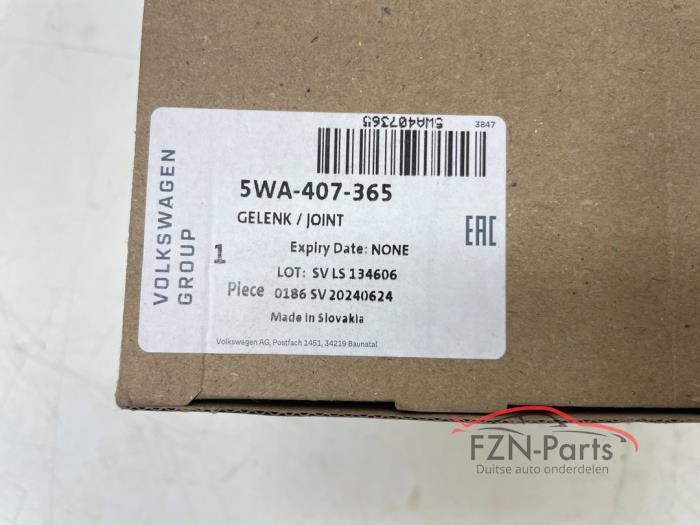 5WA407365
3847
VOLKSWAGEN
GROUP
5WA-407-365
GELENK / JOINT
EAC
1
Expiry Date: NONE
LOT: SV LS 134606
Piece 0186 SV 20240624
Made in Slovakia
Volkswagen AG, Postfach 1451, 34219 Baunatal
FZN-Parts
Duitse auto onderdelen